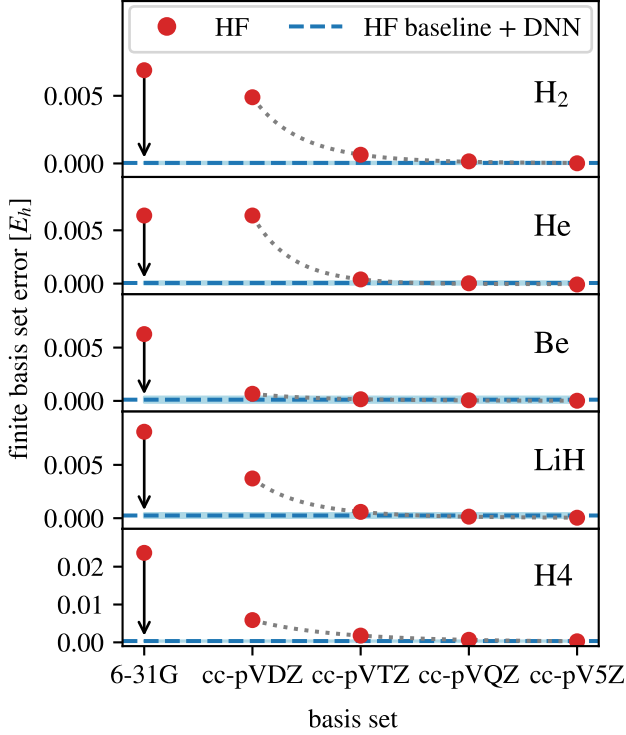 HF HF baseline + DNN
0.005
0.000
H₂
0.005
0.000
He
0.005
0.000
Be
0.005
0.000
LiH
0.02
0.01
0.00
H4
finite basis set error [E_h]
6-31G cc-pVDZ cc-pVTZ cc-pVQZ cc-pV5Z
basis set